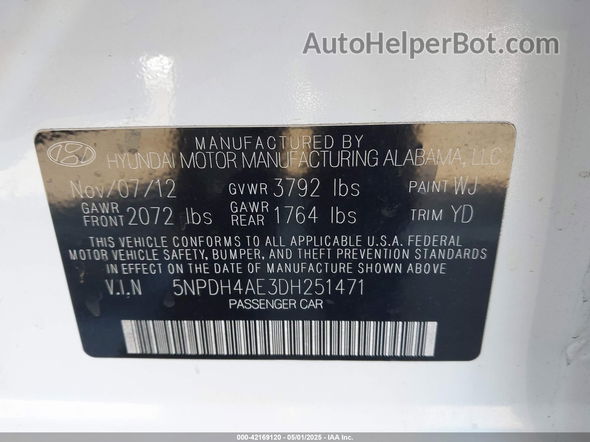 AutoHelperBot.com
MANUFACTURED BY
HYUNDAI MOTOR MANUFACTURING ALABAMA, LLC
Nov/07/12 GVWR 3792 lbs PAINT WJ
GAWR FRONT 2072 lbs GAWR REAR 1764 lbs TRIM YD
THIS VEHICLE CONFORMS TO ALL APPLICABLE U.S.A. FEDERAL
MOTOR VEHICLE SAFETY, BUMPER, AND THEFT PREVENTION STANDARDS
IN EFFECT ON THE DATE OF MANUFACTURE SHOWN ABOVE.
V.I.N 5NPDH4AE3DH251471
PASSENGER CAR
000-42169120 - 05/01/2025 - IAA Inc.